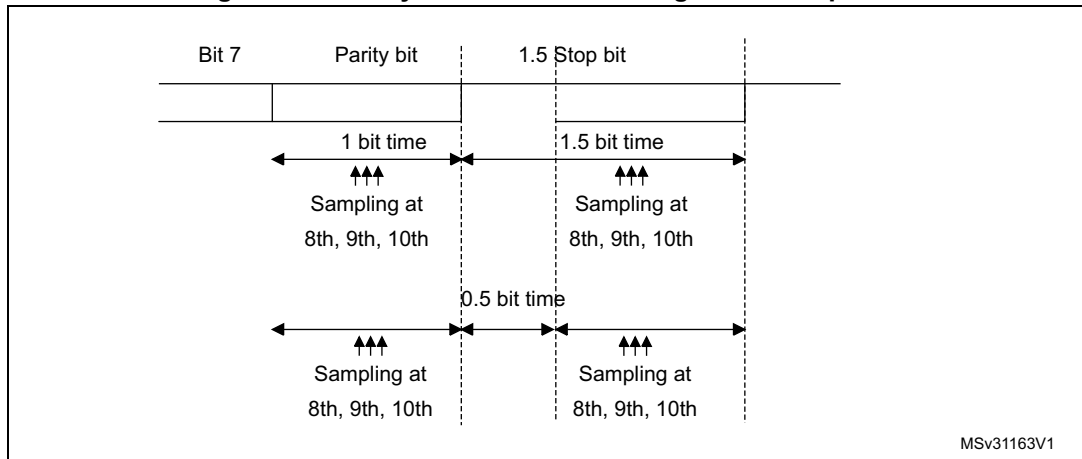 Bit 7 Parity bit 1.5 Stop bit
1 bit time 1.5 bit time
Sampling at Sampling at
8th, 9th, 10th 8th, 9th, 10th
0.5 bit time
Sampling at Sampling at
8th, 9th, 10th 8th, 9th, 10th
MSv31163V1